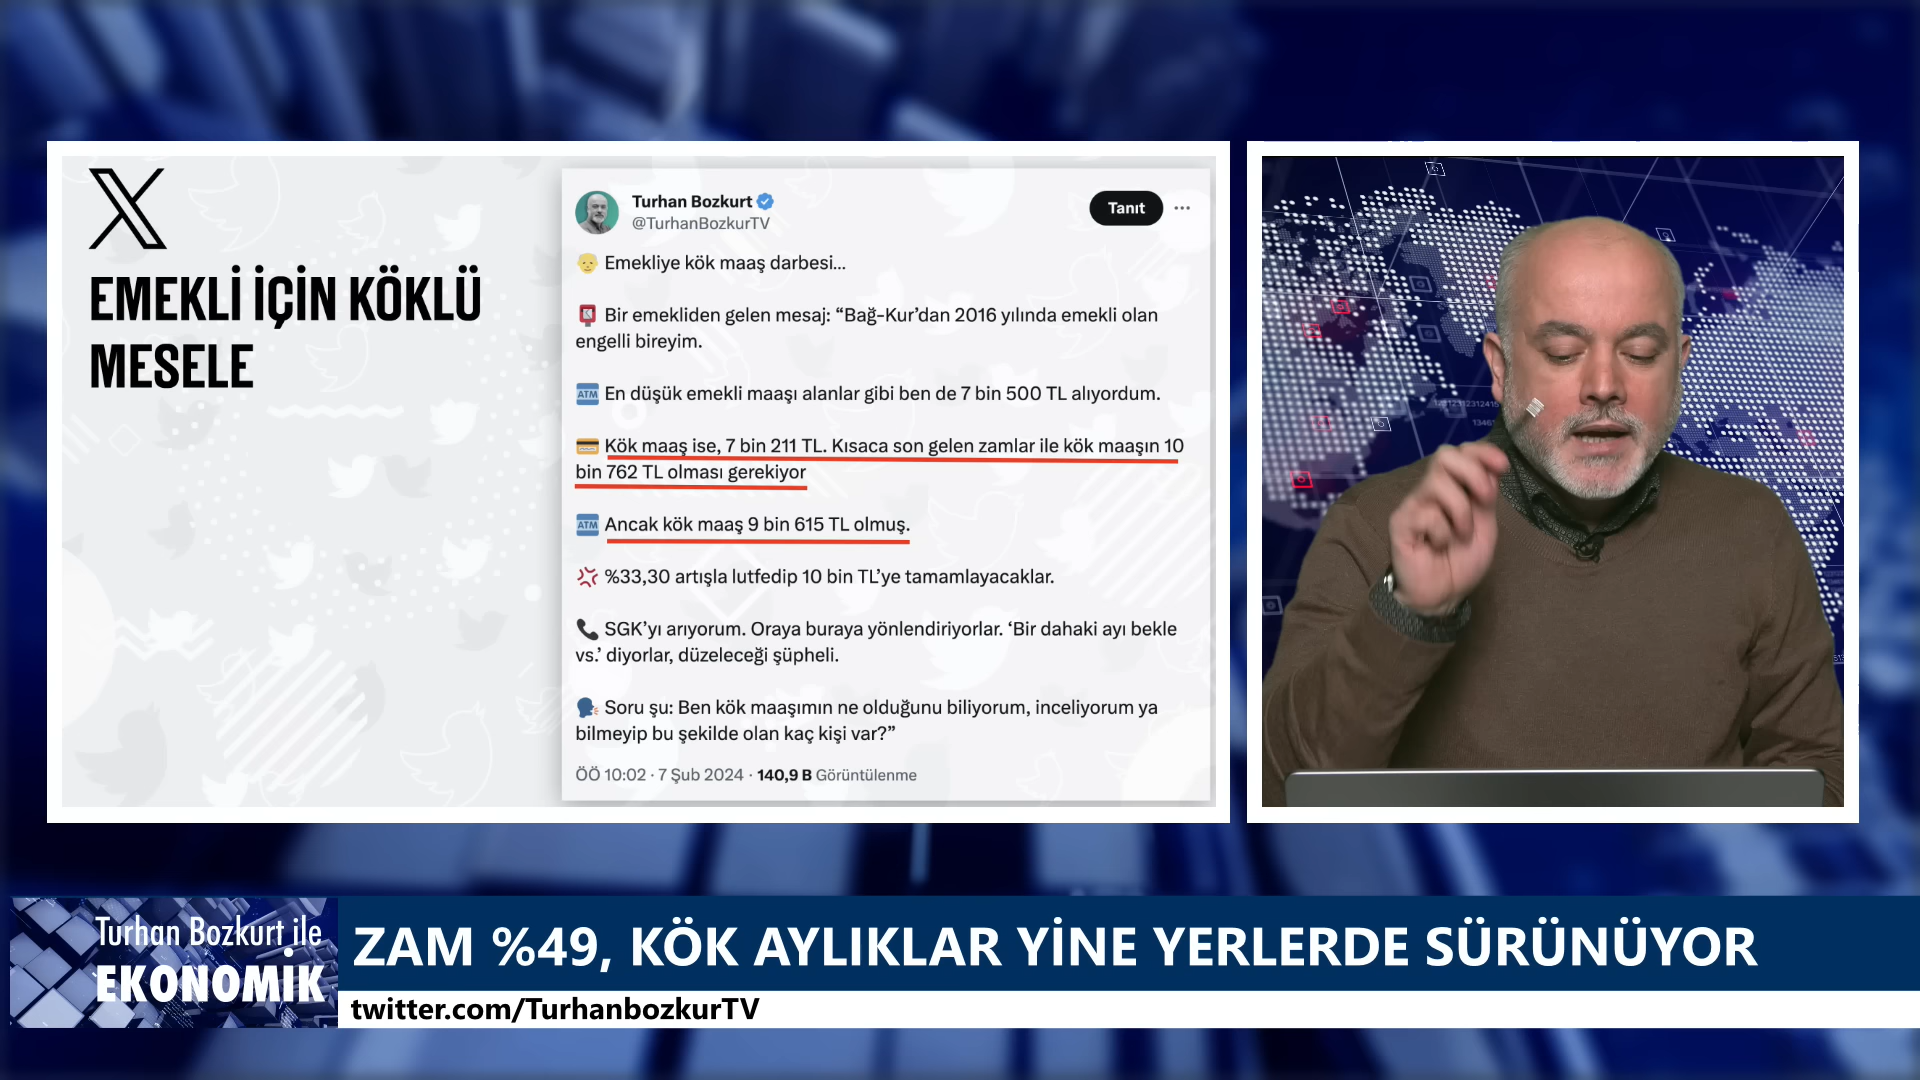 EMEKLİ İÇİN KÖKLÜ
MESELE
Turhan Bozkurt
@TurhanBozkurTV
Tanıt
Emekliye kök maaş darbesi...
Bir emekliden gelen mesaj: “Bağ-Kur’dan 2016 yılında emekli olan
engelli bireyim.
ATM En düşük emekli maaşı alanlar gibi ben de 7 bin 500 TL alıyordum.
Kök maaş ise, 7 bin 211 TL. Kısaca son gelen zamlar ile kök maaşın 10
bin 762 TL olması gerekiyor
ATM Ancak kök maaş 9 bin 615 TL olmuş.
%33,30 artışla lutfedip 10 bin TL’ye tamamlayacaklar.
SGK’yı arıyorum. Oraya buraya yönlendiriyorlar. ‘Bir dahaki ayı bekle
vs.’ diyorlar, düzeleceği şüpheli.
Soru şu: Ben kök maaşımın ne olduğunu biliyorum, inceliyorum ya
bilmeyip bu şekilde olan kaç kişi var?”
ÖÖ 10:02 · 7 Şub 2024 · 140,9 B Görüntülenme
Turhan Bozkurt ile
EKONOMİK
ZAM %49, KÖK AYLIKLAR YİNE YERLERDE SÜRÜNÜYOR
twitter.com/TurhanbozkurTV